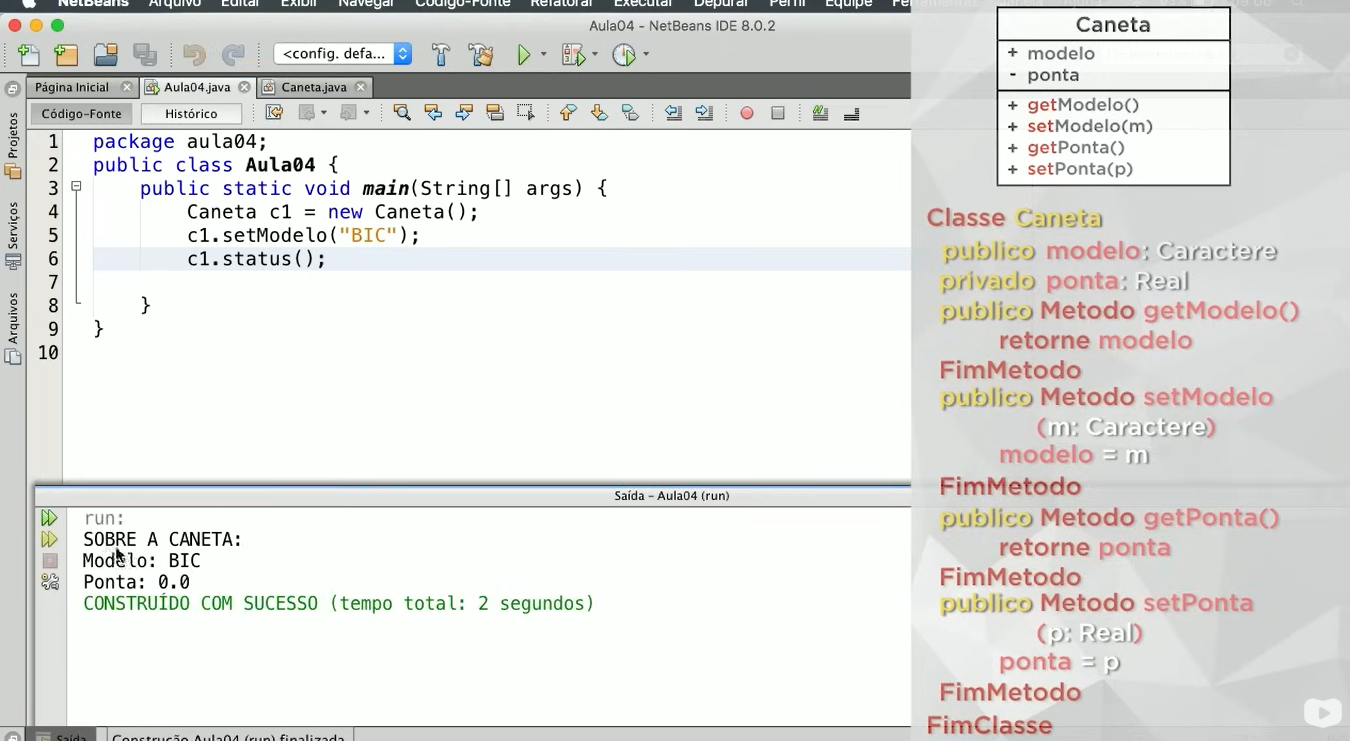 NetBeans Arquivo Editar Exibir Navegar Código-Fonte Refatorar Executar Depurar Perfil Equipe
Aula04 - NetBeans IDE 8.0.2
<config. defa...
Página Inicial Aula04.java Caneta.java
Código-Fonte Histórico
Projetos
Serviços
Arquivos
1 package aula04;
2 public class Aula04 {
3 public static void main(String[] args) {
4 Caneta c1 = new Caneta();
5 c1.setModelo("BIC");
6 c1.status();
7
8 }
9 }
10
Saída - Aula04 (run)
run:
SOBRE A CANETA:
Modelo: BIC
Ponta: 0.0
CONSTRUÍDO COM SUCESSO (tempo total: 2 segundos)
Saída Construção Aula04 (run) finalizada.
Caneta
+ modelo
- ponta
+ getModelo()
+ setModelo(m)
+ getPonta()
+ setPonta(p)
Classe Caneta
publico modelo: Caractere
privado ponta: Real
publico Metodo getModelo()
retorne modelo
FimMetodo
publico Metodo setModelo
(m: Caractere)
modelo = m
FimMetodo
publico Metodo getPonta()
retorne ponta
FimMetodo
publico Metodo setPonta
(p: Real)
ponta = p
FimMetodo
FimClasse